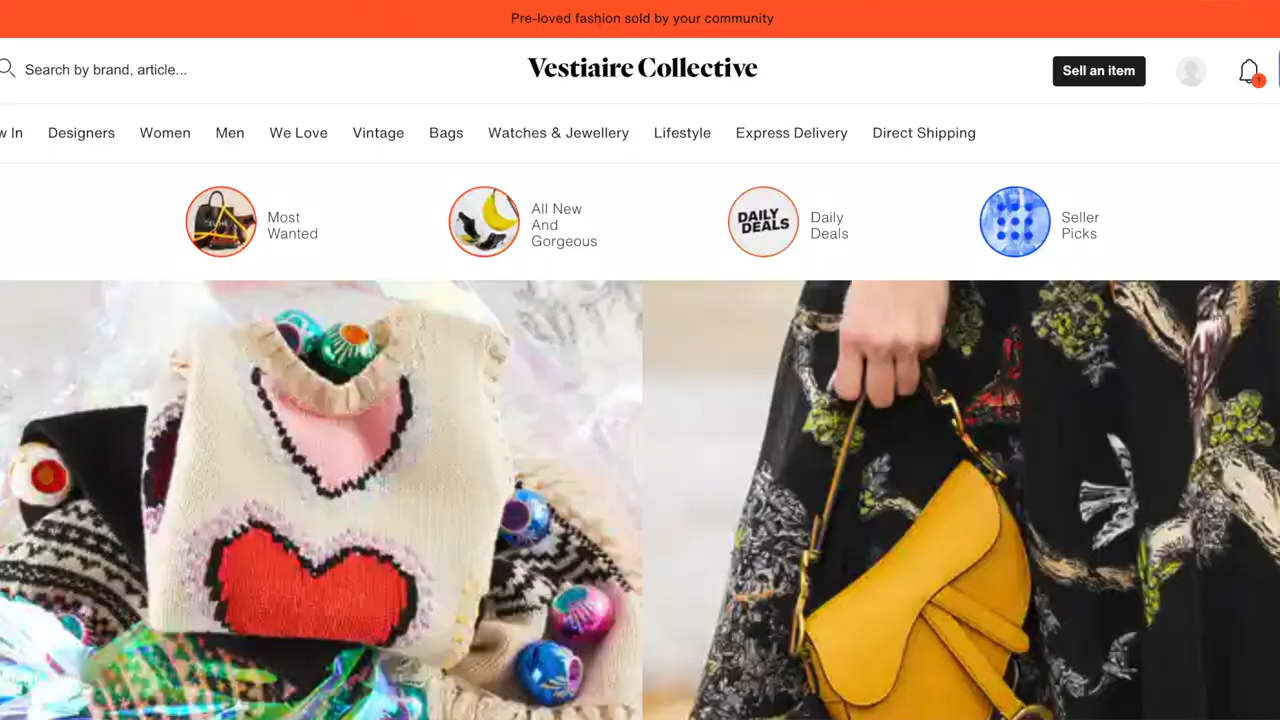 Pre-loved fashion sold by your community
Search by brand, article...
Vestiaire Collective
Sell an item
1
w In
Designers
Women
Men
We Love
Vintage
Bags
Watches & Jewellery
Lifestyle
Express Delivery
Direct Shipping
Most
Wanted
All New
And
Gorgeous
DAILY
DEALS
Daily
Deals
Seller
Picks